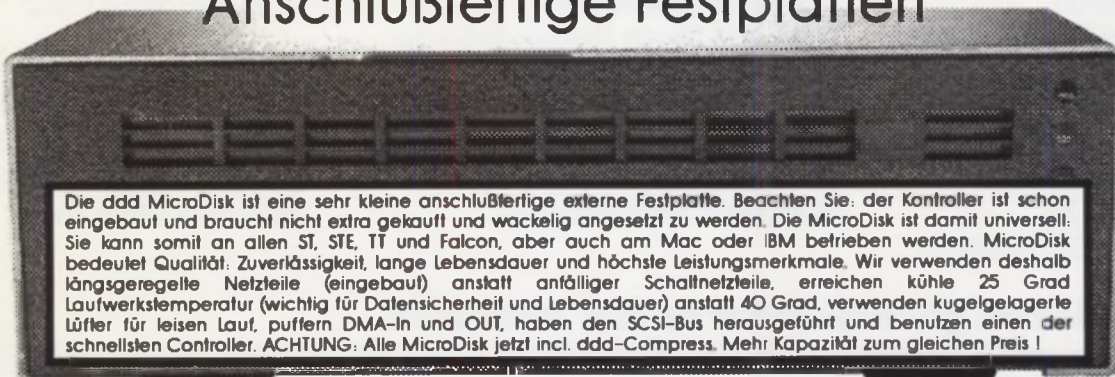 Anschlußfertige Festplatten
Die ddd MicroDisk ist eine sehr kleine anschlußfertige externe Festplatte. Beachten Sie: der Kontroller ist schon
eingebaut und braucht nicht extra gekauft und wackelig angesetzt zu werden. Die MicroDisk ist damit universell:
Sie kann somit an allen ST, STE, TT und Falcon, aber auch am Mac oder IBM betrieben werden. MicroDisk
bedeutet Qualität: Zuverlässigkeit, lange Lebensdauer und höchste Leistungsmerkmale. Wir verwenden deshalb
längsgeregelte Netzteile (eingebaut) anstatt anfälliger Schaltnetzteile, erreichen kühle 25 Grad
Laufwerkstemperatur (wichtig für Datensicherheit und Lebensdauer) anstatt 40 Grad, verwenden kugelgelagerte
Lüfter für leisen Lauf, puffern DMA-In und OUT, haben den SCSI-Bus herausgeführt und benutzen einen der
schnellsten Controller. ACHTUNG: Alle MicroDisk jetzt incl. ddd-Compress. Mehr Kapazität zum gleichen Preis !